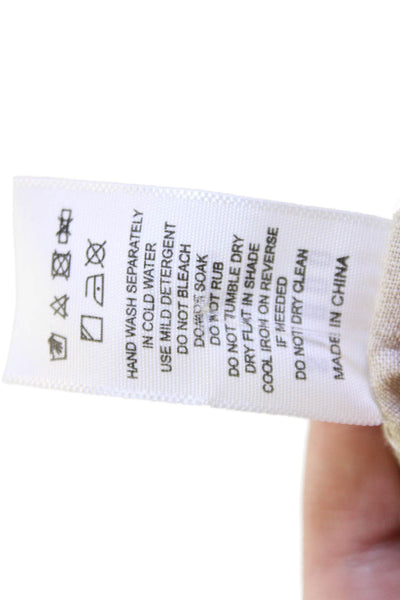 HAND WASH SEPARATELY
IN COLD WATER
USE MILD DETERGENT
DO NOT BLEACH
DO NOT SOAK
DO NOT RUB
DO NOT TUMBLE DRY
DRY FLAT IN SHADE
COOL IRON ON REVERSE
IF NEEDED
DO NOT DRY CLEAN
MADE IN CHINA